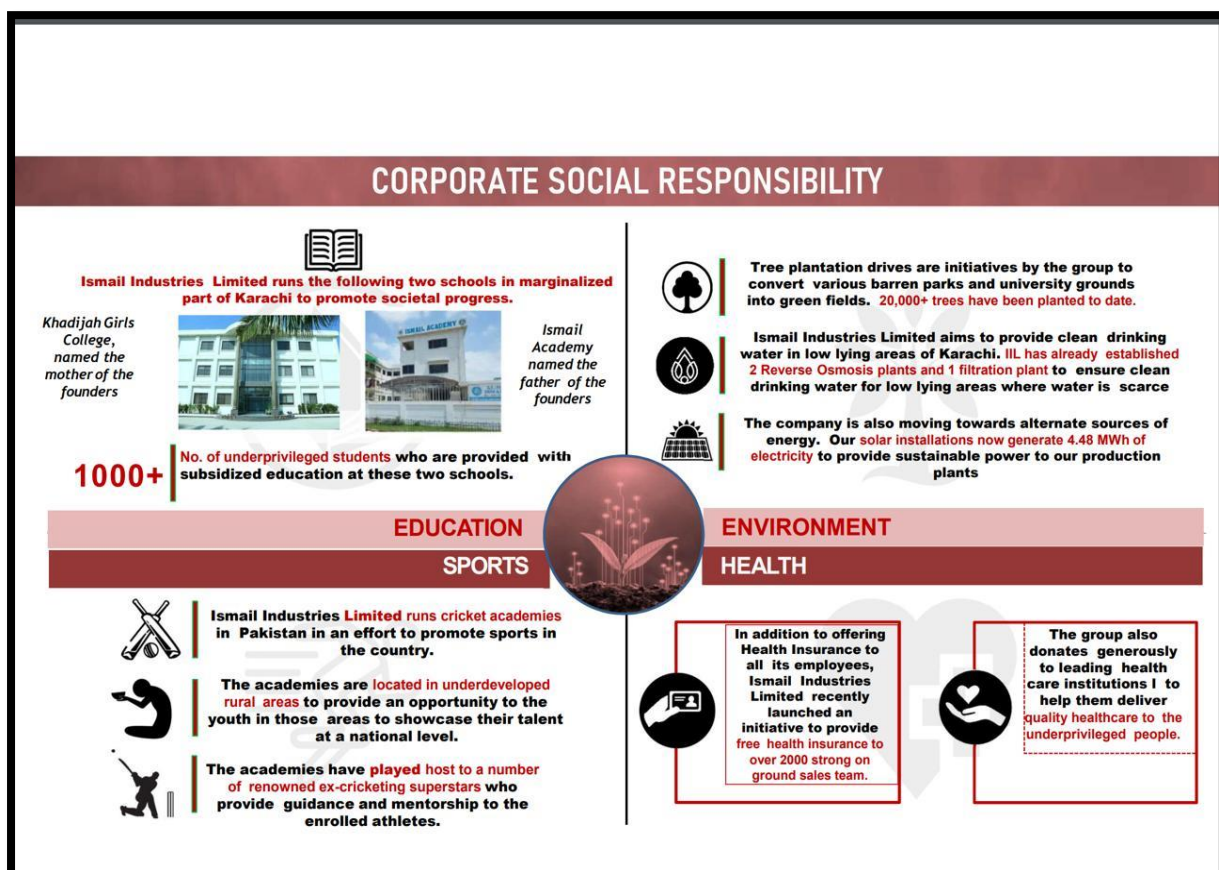 CORPORATE SOCIAL RESPONSIBILITY
Ismail Industries Limited runs the following two schools in marginalized
part of Karachi to promote societal progress.
Khadijah Girls
College,
named the
mother of the
founders
ISMAIL ACADEMY
Ismail
Academy
named the
father of the
founders
1000+
No. of underprivileged students who are provided with
subsidized education at these two schools.
EDUCATION
Tree plantation drives are initiatives by the group to
convert various barren parks and university grounds
into green fields. 20,000+ trees have been planted to date.
Ismail Industries Limited aims to provide clean drinking
water in low lying areas of Karachi. IIL has already established
2 Reverse Osmosis plants and 1 filtration plant to ensure clean
drinking water for low lying areas where water is scarce
The company is also moving towards alternate sources of
energy. Our solar installations now generate 4.48 MWh of
electricity to provide sustainable power to our production
plants
ENVIRONMENT
SPORTS
Ismail Industries Limited runs cricket academies
in Pakistan in an effort to promote sports in
the country.
The academies are located in underdeveloped
rural areas to provide an opportunity to the
youth in those areas to showcase their talent
at a national level.
The academies have played host to a number
of renowned ex-cricketing superstars who
provide guidance and mentorship to the
enrolled athletes.
HEALTH
In addition to offering
Health Insurance to
all its employees,
Ismail Industries
Limited recently
launched an
initiative to provide
free health insurance to
over 2000 strong on
ground sales team.
The group also
donates generously
to leading health
care institutions I to
help them deliver
quality healthcare to the
underprivileged people.